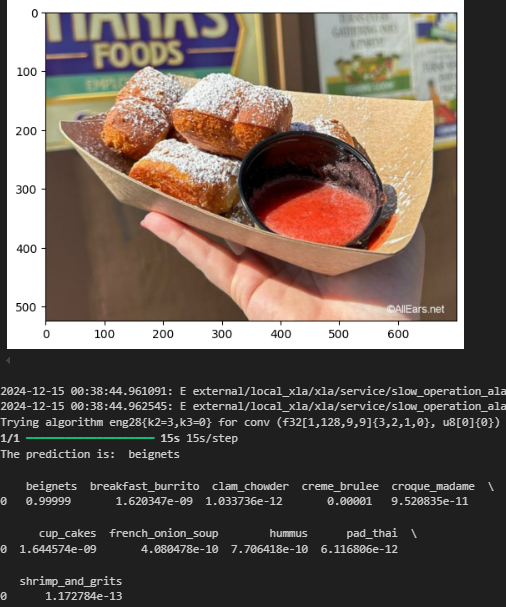 0
100
200
300
400
500
0 100 200 300 400 500 600
FOODS
©AllEars.net
2024-12-15 00:38:44.961091: E external/local_xla/xla/service/slow_operation_ala
2024-12-15 00:38:44.962545: E external/local_xla/xla/service/slow_operation_ala
Trying algorithm eng28{k2=3,k3=0} for conv (f32[1,128,9,9]{3,2,1,0}, u8[0]{0})
1/1 ━━━━━━━━━━━━━━━━━━━━ 15s 15s/step
The prediction is: beignets
beignets breakfast_burrito clam_chowder creme_brulee croque_madame \
0 0.99999 1.620347e-09 1.033736e-12 0.00001 9.520835e-11
cup_cakes french_onion_soup hummus pad_thai \
0 1.644574e-09 4.080478e-10 7.706418e-10 6.116806e-12
shrimp_and_grits
0 1.172784e-13